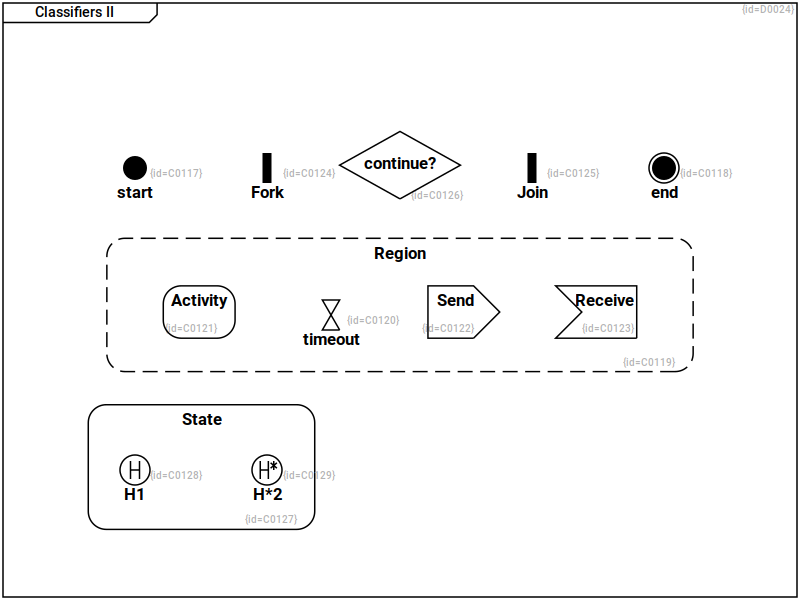 Classifiers II
{id=D0024}
continue?
{id=C0117}
{id=C0124}
{id=C0125}
{id=C0118}
start
Fork
{id=C0126}
Join
end
Region
Activity
Send
Receive
{id=C0121}
{id=C0120}
{id=C0122}
{id=C0123}
timeout
{id=C0119}
State
H
{id=C0128}
H*
{id=C0129}
H1
H*2
{id=C0127}